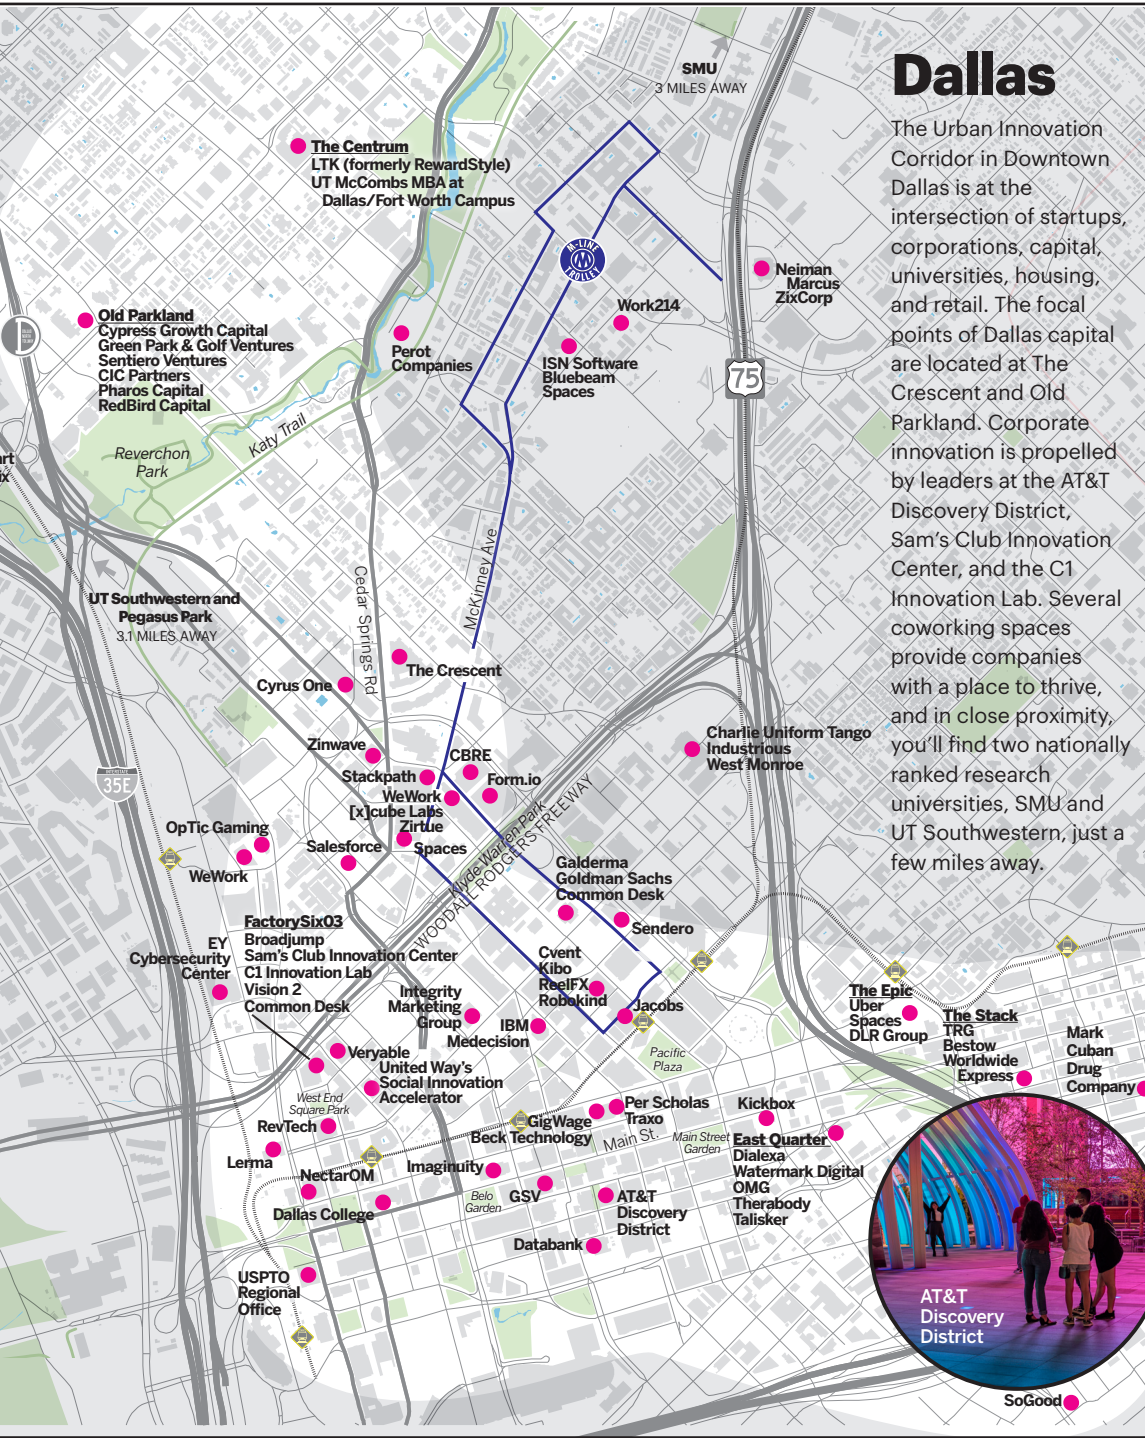 SMU
3 MILES AWAY
Dallas
The Urban Innovation
Corridor in Downtown
Dallas is at the
intersection of startups,
corporations, capital,
universities, housing,
and retail. The focal
points of Dallas capital
are located at The
Crescent and Old
Parkland. Corporate
innovation is propelled
by leaders at the AT&T
Discovery District,
Sam's Club Innovation
Center, and the C1
Innovation Lab. Several
coworking spaces
provide companies
with a place to thrive,
and in close proximity,
you'll find two nationally
ranked research
universities, SMU and
UT Southwestern, just a
few miles away.
The Centrum
LTK (formerly RewardStyle)
UT McCombs MBA at
Dallas/Fort Worth Campus
M-LINE
M
TROLLEY
Neiman
Marcus
ZixCorp
Work214
Old Parkland
Cypress Growth Capital
Green Park & Golf Ventures
Sentiero Ventures
CIC Partners
Pharos Capital
RedBird Capital
Perot
Companies
ISN Software
Bluebeam
Spaces
75
Katy Trail
Reverchon
Park
art
ix
McKinney Ave
Cedar Springs Rd
UT Southwestern and
Pegasus Park
3.1 MILES AWAY
The Crescent
Cyrus One
Zinwave
CBRE
Stackpath
Form.io
WeWork
[x]cube Labs
Zirtue
Spaces
Charlie Uniform Tango
Industrious
West Monroe
INTERSTATE
35E
Klyde Warren Park
WOODALL RODGERS FREEWAY
OpTic Gaming
WeWork
Salesforce
Galderma
Goldman Sachs
Common Desk
Sendero
FactorySix03
Broadjump
Sam's Club Innovation Center
C1 Innovation Lab
Vision 2
Common Desk
EY
Cybersecurity
Center
Cvent
Kibo
ReelFX
Robokind
Integrity
Marketing
Group
IBM
Medecision
Jacobs
The Epic
Uber
Spaces
DLR Group
The Stack
TRG
Bestow
Worldwide
Express
Mark
Cuban
Drug
Company
Veryable
United Way's
Social Innovation
Accelerator
Pacific
Plaza
West End
Square Park
RevTech
GigWage
Beck Technology
Per Scholas
Traxo
Main St.
Main Street
Garden
Kickbox
East Quarter
Dialexa
Watermark Digital
OMG
Therabody
Talisker
Lerma
NectarOM
Imaginuity
Dallas College
Belo
Garden
GSV
AT&T
Discovery
District
Databank
USPTO
Regional
Office
AT&T
Discovery
District
SoGood